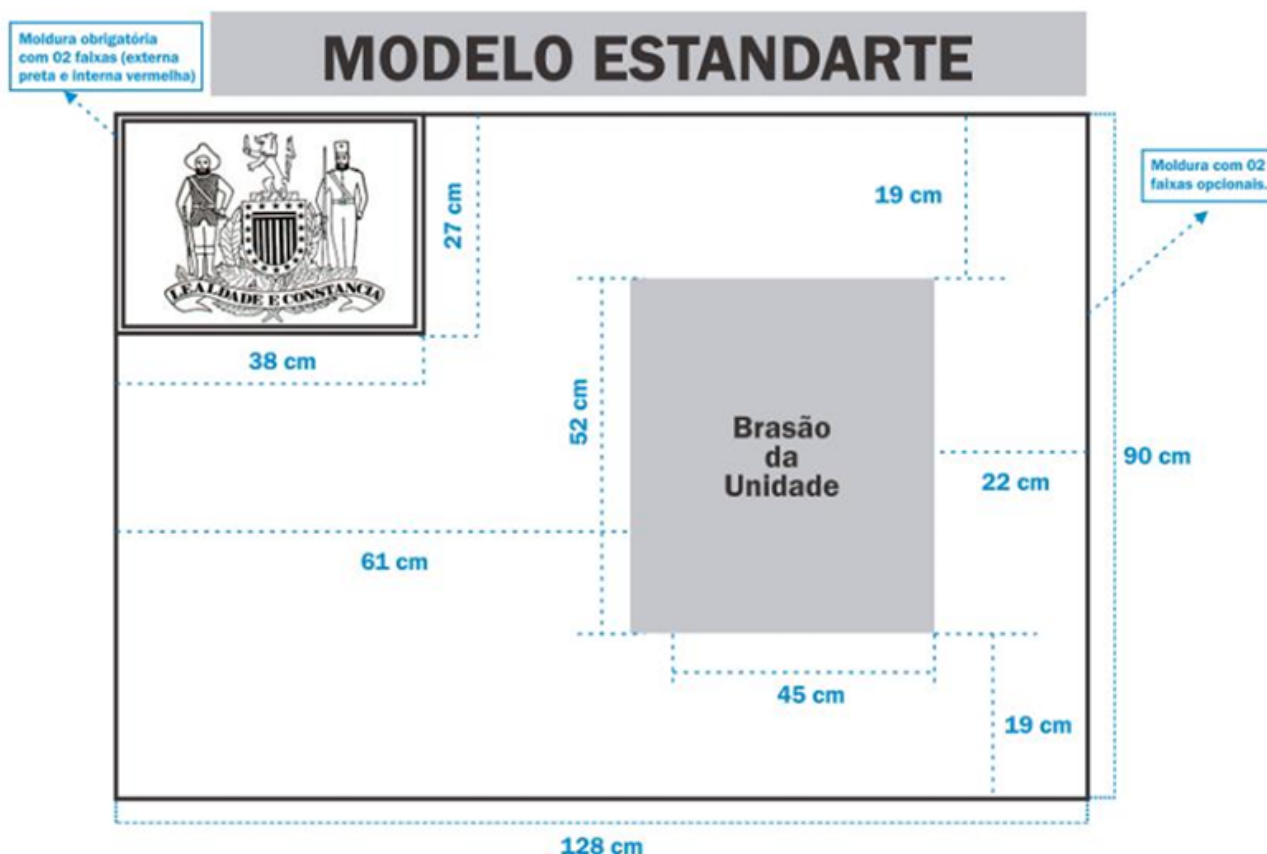 MODELO ESTANDARTE
Moldura obrigatória
com 02 faixas (externa
preta e interna vermelha)
Moldura com 02
faixas opcionais.
LEALDADE E CONSTANCIA
27 cm
38 cm
19 cm
52 cm
Brasão
da
Unidade
22 cm
90 cm
61 cm
45 cm
19 cm
128 cm